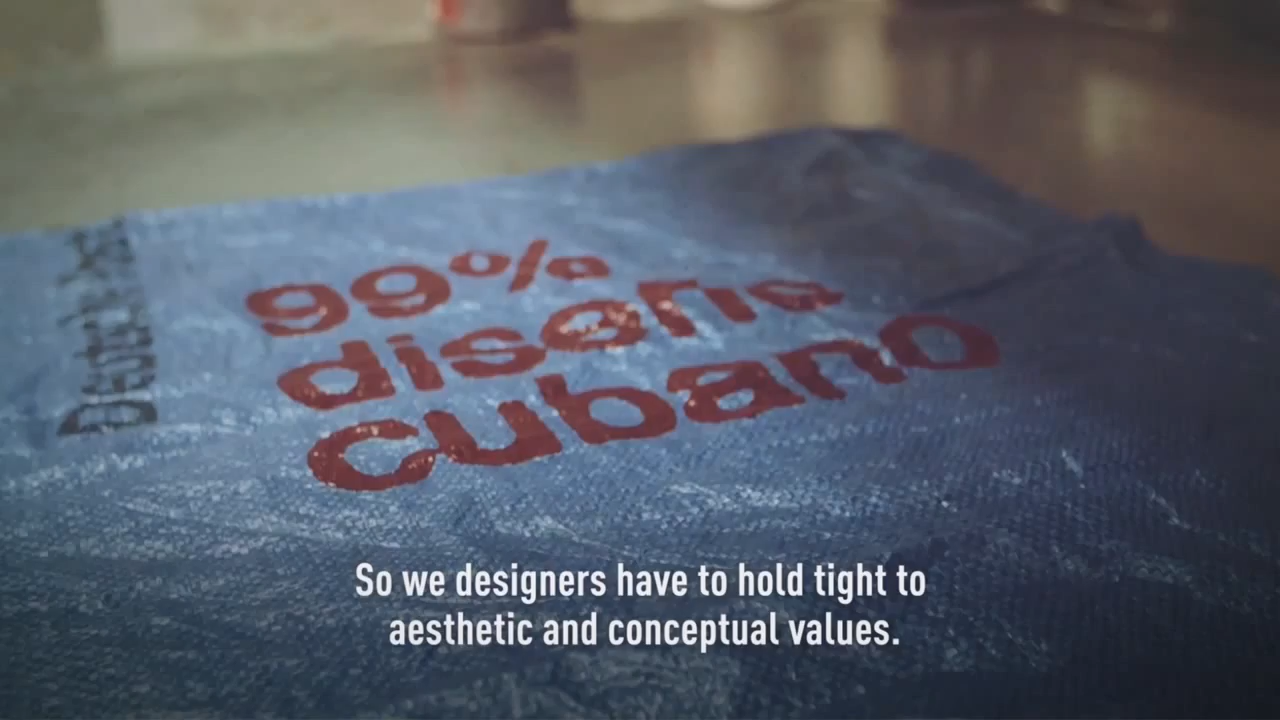 99%
diseño
cubano
So we designers have to hold tight to
aesthetic and conceptual values.